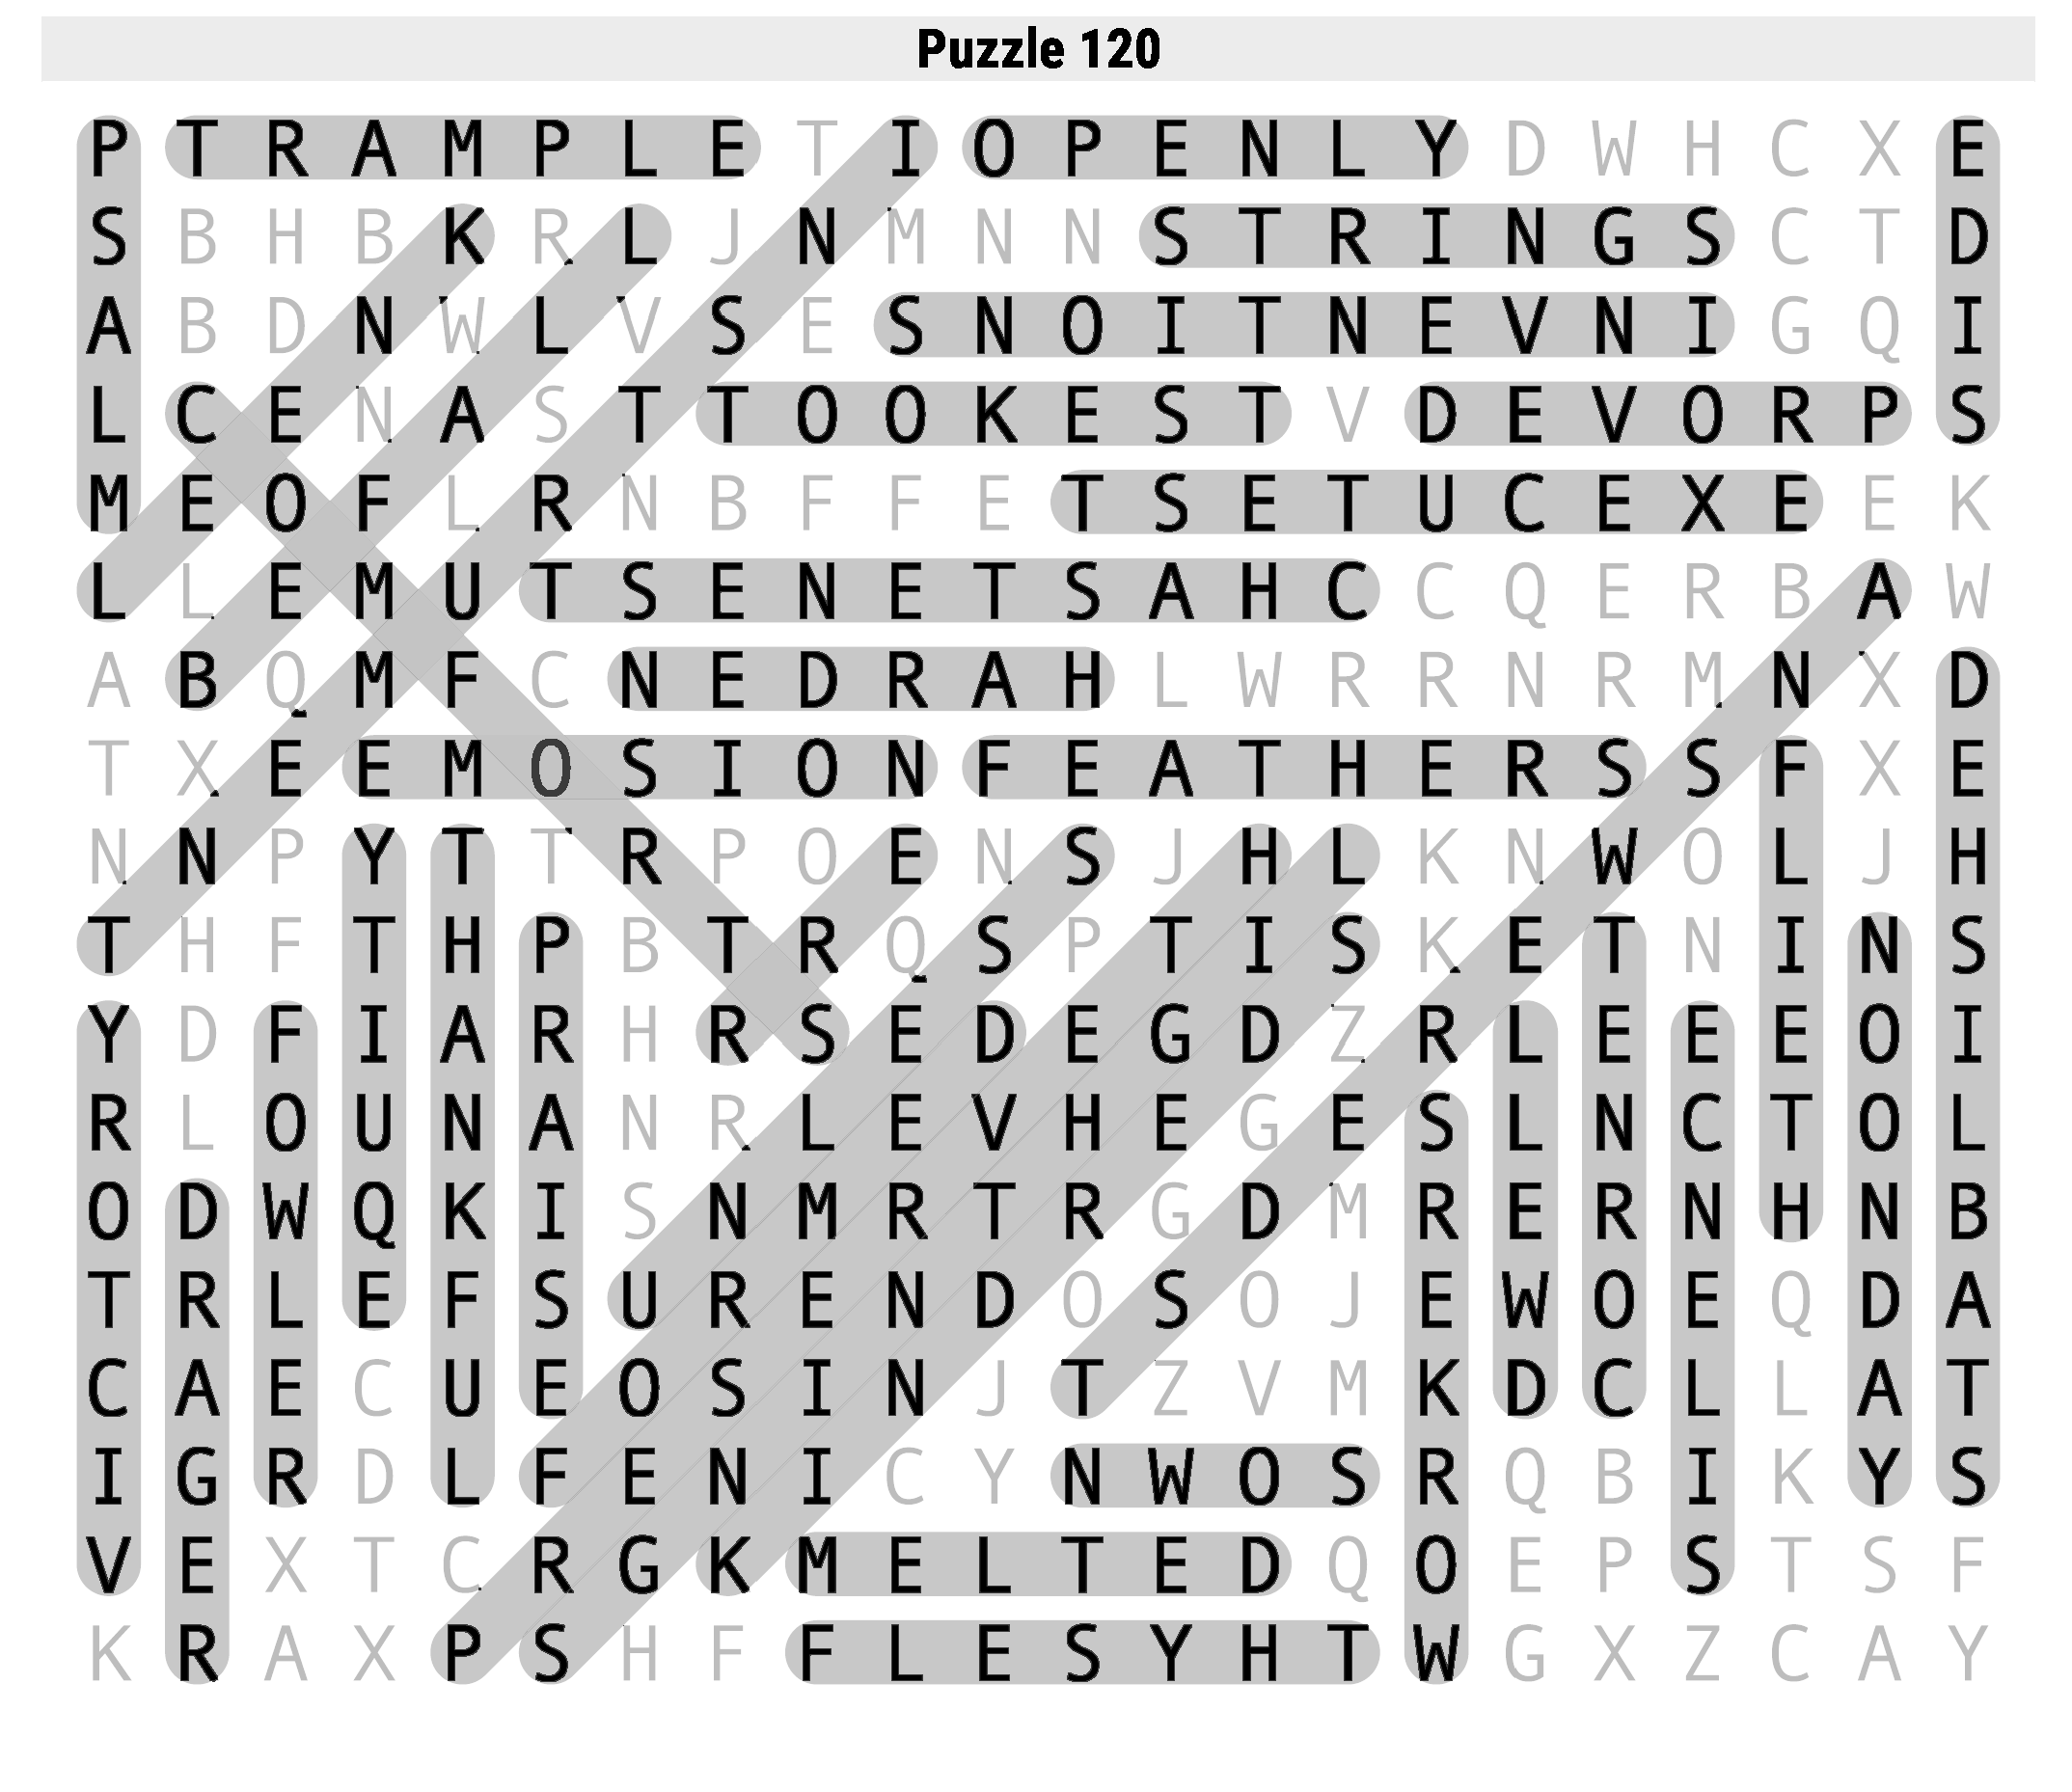 Puzzle 120
P T R A M P L E T I O P E N L Y D W H C X E
S B H B K R L J N M N N S T R I N G S C T D
A B D N W L V S E S N O I T N E V N I G Q I
L C E N A S T T O O K E S T V D E V O R P S
M E O F L R N B F F E T S E T U C E X E E K
L L E M U T S E N E T S A H C C Q E R B A W
A B Q M F C N E D R A H L W R R N R M N X D
T X E E M O S I O N F E A T H E R S S F X E
N N P Y T T R P O E N S J H L K N W O L J H
T H F T H P B T R Q S P T I S K E T N I N S
Y D F I A R H R S E D E G D Z R L E E E O I
R L O U N A N R L E V H E G E S L N C T O L
O D W Q K I S N M R T R G D M R E R N H N B
T R L E F S U R E N D O S O J E W O E Q D A
C A E C U E O S I N J T Z V M K D C L L A T
I G R D L F E N I C Y N W O S R Q B I K Y S
V E X T C R G K M E L T E D Q O E P S T S F
K R A X P S H F F L E S Y H T W G X Z C A Y